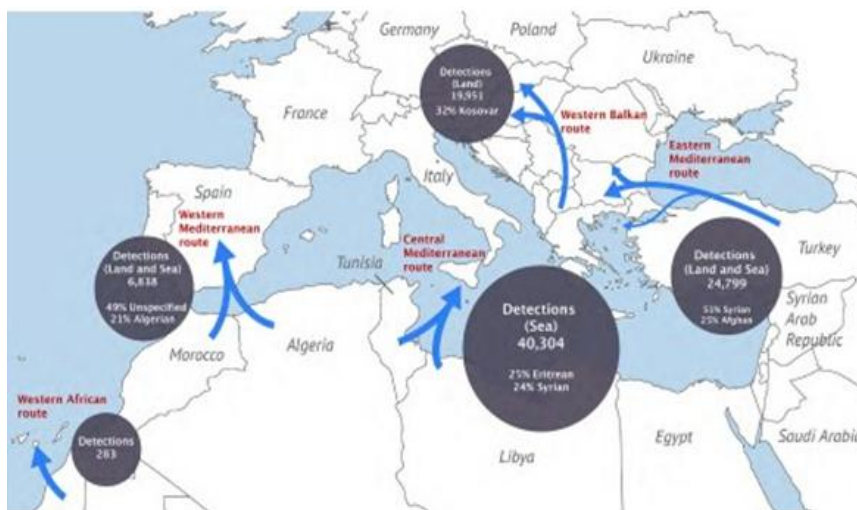 Germany
Poland
Ukraine
France
Detections
(Land)
19,951
32% Kosovar
Western Balkan
route
Eastern
Mediterranean
route
Italy
Spain
Western
Mediterranean
route
Central
Mediterranean
route
Tunisia
Turkey
Detections
(Land and Sea)
6,838
49% Unspecified
21% Algerian
Detections
(Land and Sea)
24,799
51% Syrian
25% Afghan
Detections
(Sea)
40,304
25% Eritrean
24% Syrian
Syrian
Arab
Republic
Morocco
Algeria
Western African
route
Detections
283
Libya
Egypt
Saudi Arabia